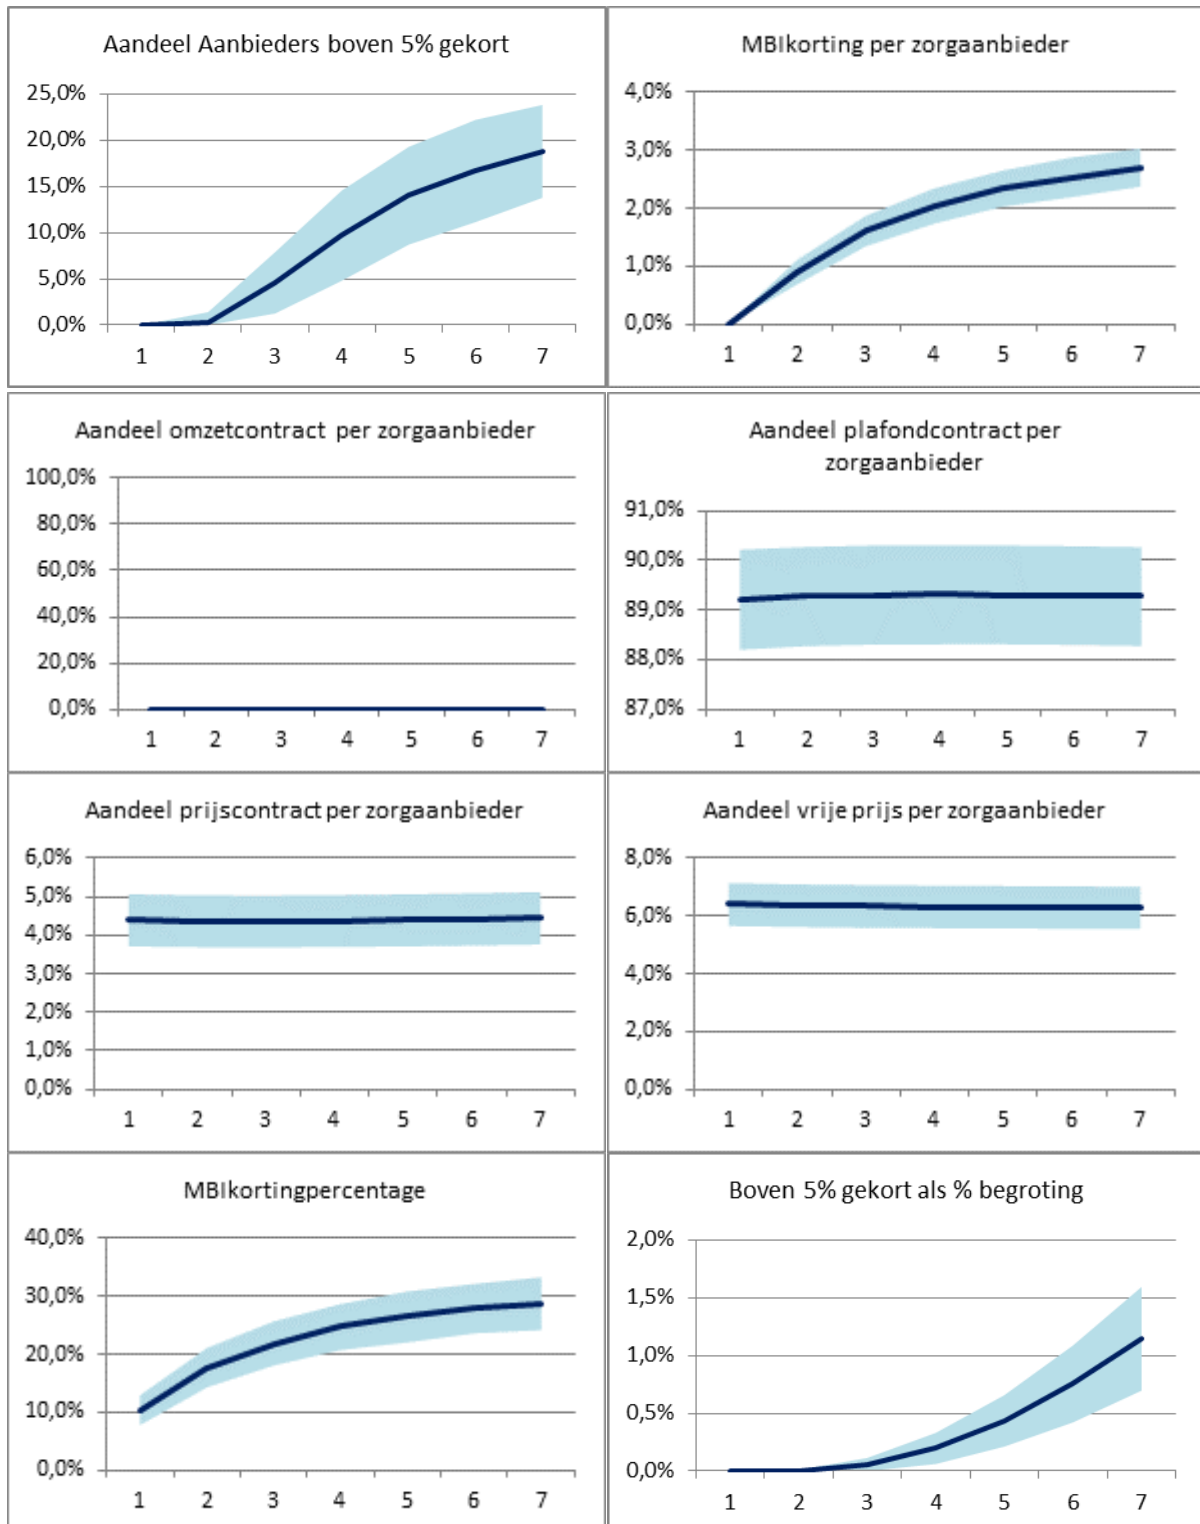 Aandeel Aanbieders boven 5% gekort
25,0%
20,0%
15,0%
10,0%
5,0%
0,0%
1 2 3 4 5 6 7
MBIkorting per zorgaanbieder
4,0%
3,0%
2,0%
1,0%
0,0%
1 2 3 4 5 6 7
Aandeel omzetcontract per zorgaanbieder
100,0%
80,0%
60,0%
40,0%
20,0%
0,0%
1 2 3 4 5 6 7
Aandeel plafondcontract per
zorgaanbieder
91,0%
90,0%
89,0%
88,0%
87,0%
1 2 3 4 5 6 7
Aandeel prijscontract per zorgaanbieder
6,0%
5,0%
4,0%
3,0%
2,0%
1,0%
0,0%
1 2 3 4 5 6 7
Aandeel vrije prijs per zorgaanbieder
8,0%
6,0%
4,0%
2,0%
0,0%
1 2 3 4 5 6 7
MBIkortingpercentage
40,0%
30,0%
20,0%
10,0%
0,0%
1 2 3 4 5 6 7
Boven 5% gekort als % begroting
2,0%
1,5%
1,0%
0,5%
0,0%
1 2 3 4 5 6 7